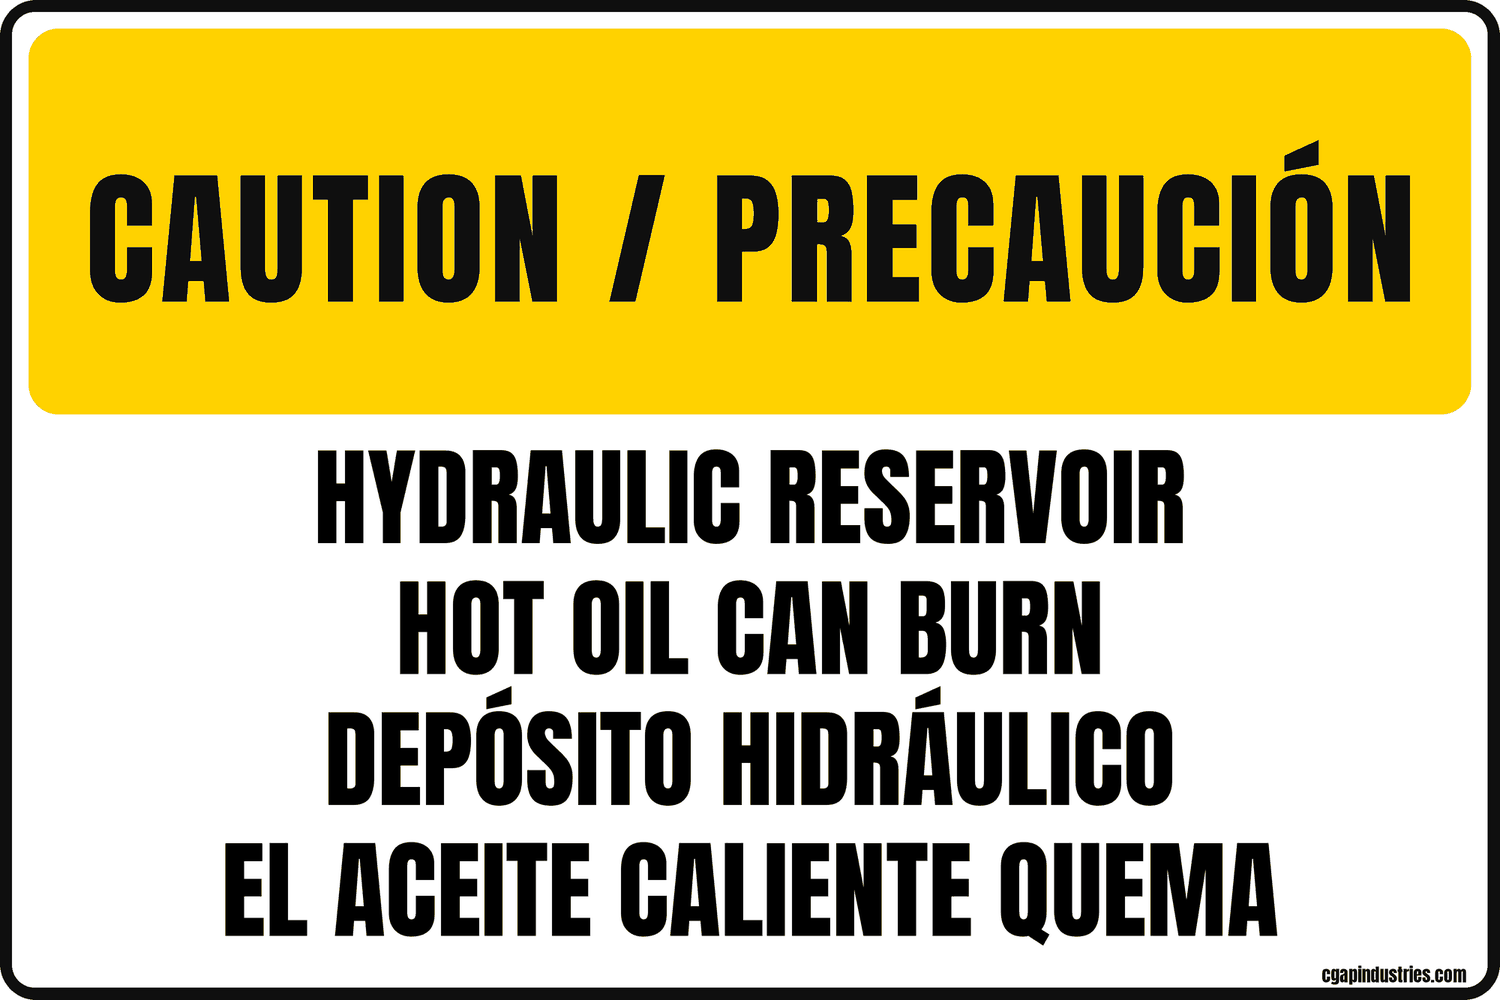 CAUTION / PRECAUCIÓN
HYDRAULIC RESERVOIR
HOT OIL CAN BURN
DEPÓSITO HIDRÁULICO
EL ACEITE CALIENTE QUEMA
cgapindustries.com